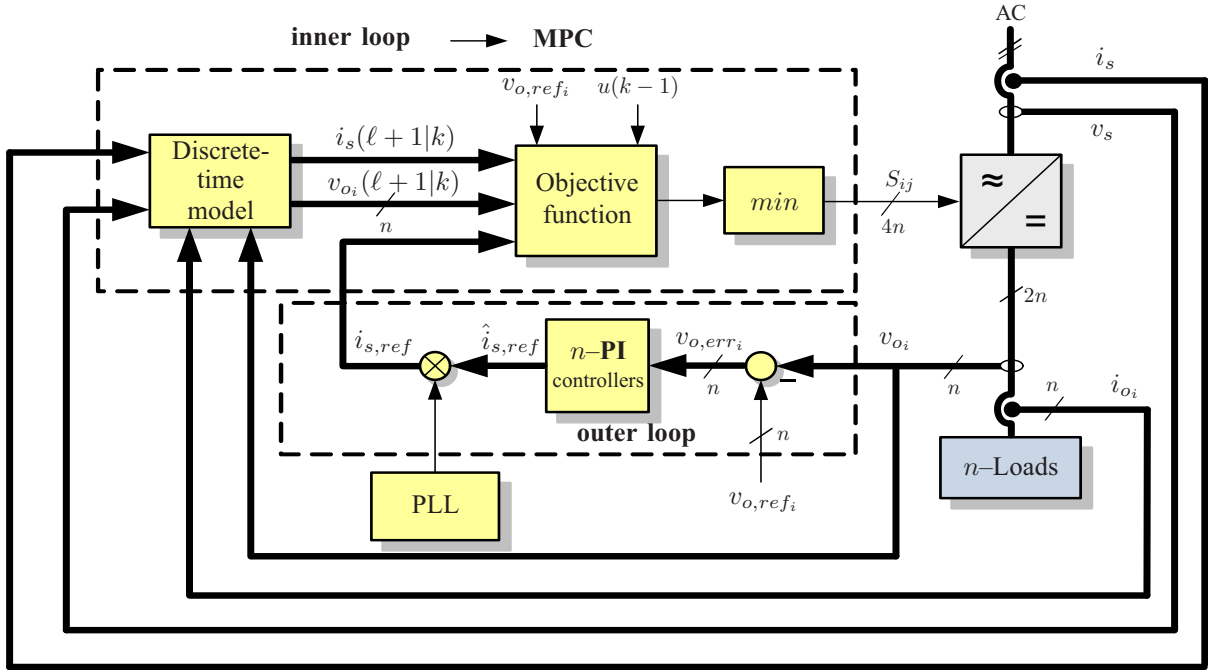 AC
inner loop → MPC
i_s
v_{o,ref_i}
u(k−1)
v_s
Discrete-
time
model
i_s(ℓ+1|k)
v_{o_i}(ℓ+1|k)
n
Objective
function
min
S_{ij}
4n
≈
=
2n
i_{s,ref}
î_{s,ref}
n–PI
controllers
v_{o,err_i}
n
−
v_{o_i}
n
n
i_{o_i}
outer loop
n
n–Loads
PLL
v_{o,ref_i}